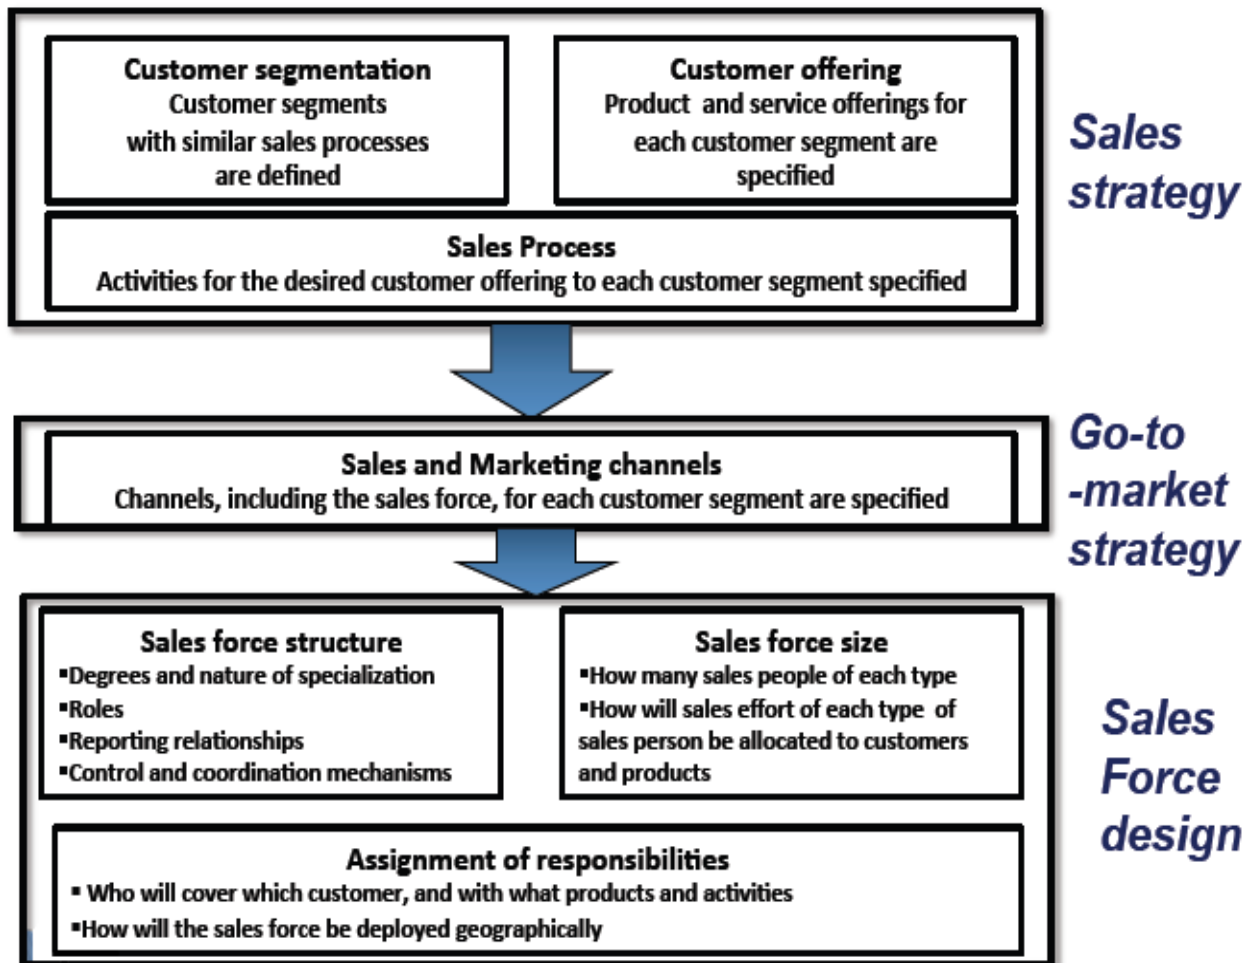 Customer segmentation
Customer segments
with similar sales processes
are defined
Customer offering
Product and service offerings for
each customer segment are
specified
Sales Process
Activities for the desired customer offering to each customer segment specified
Sales
strategy
Sales and Marketing channels
Channels, including the sales force, for each customer segment are specified
Go-to
-market
strategy
Sales force structure
▪Degrees and nature of specialization
▪Roles
▪Reporting relationships
▪Control and coordination mechanisms
Sales force size
▪How many sales people of each type
▪How will sales effort of each type of
sales person be allocated to customers
and products
Assignment of responsibilities
▪ Who will cover which customer, and with what products and activities
▪How will the sales force be deployed geographically
Sales
Force
design